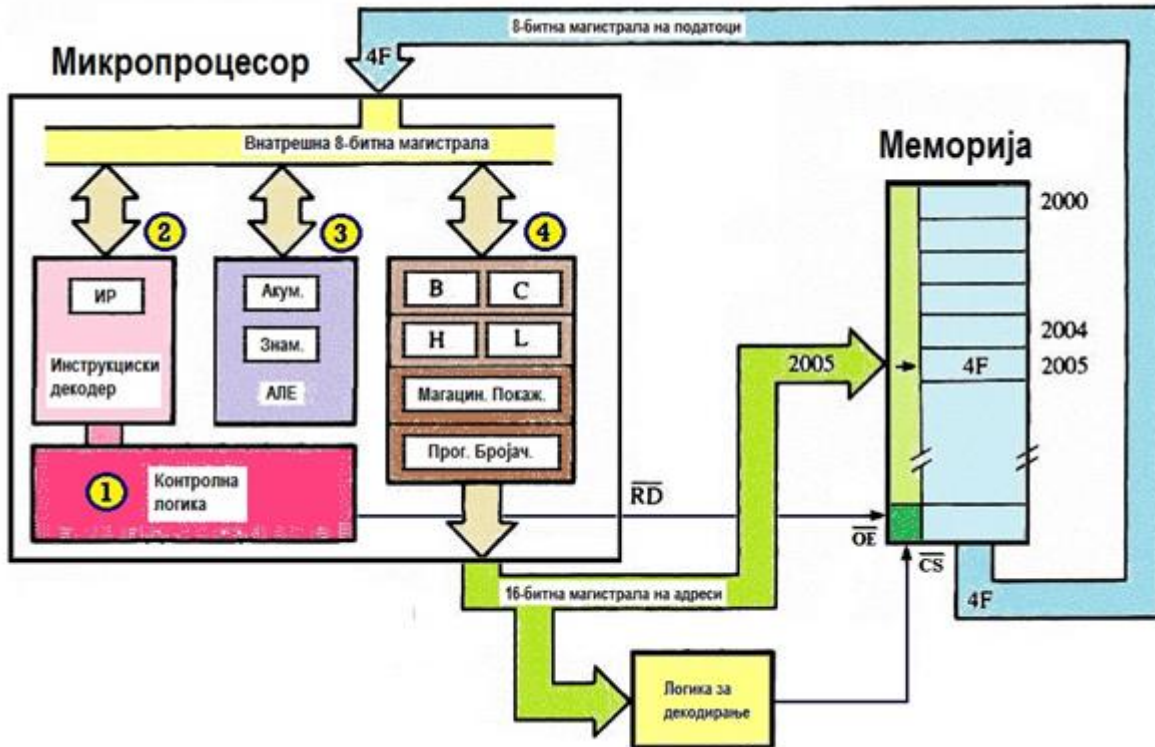 8-битна магистрала на податоци
4F
Микропроцесор
Внатрешна 8-битна магистрала
Меморија
2
3
4
2000
ИР
Акум.
B
C
Знам.
H
L
2004
Инструкциски
декодер
АЛЕ
2005
4F
2005
Магацин. Покаж.
Прог. Бројач.
1
Контролна
логика
RD
OE
CS
16-битна магистрала на адреси
4F
Логика за
декодирање